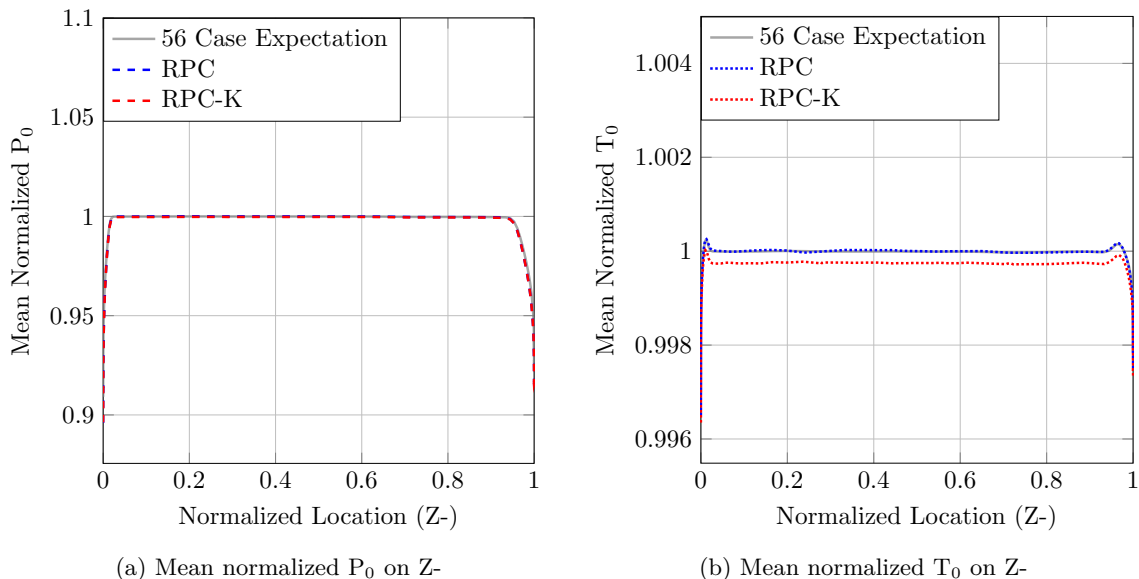 1.1
1.05
1
0.95
0.9
Mean Normalized P₀
56 Case Expectation
RPC
RPC-K
0 0.2 0.4 0.6 0.8 1
Normalized Location (Z-)
(a) Mean normalized P₀ on Z-
1.004
1.002
1
0.998
0.996
Mean Normalized T₀
56 Case Expectation
RPC
RPC-K
0 0.2 0.4 0.6 0.8 1
Normalized Location (Z-)
(b) Mean normalized T₀ on Z-